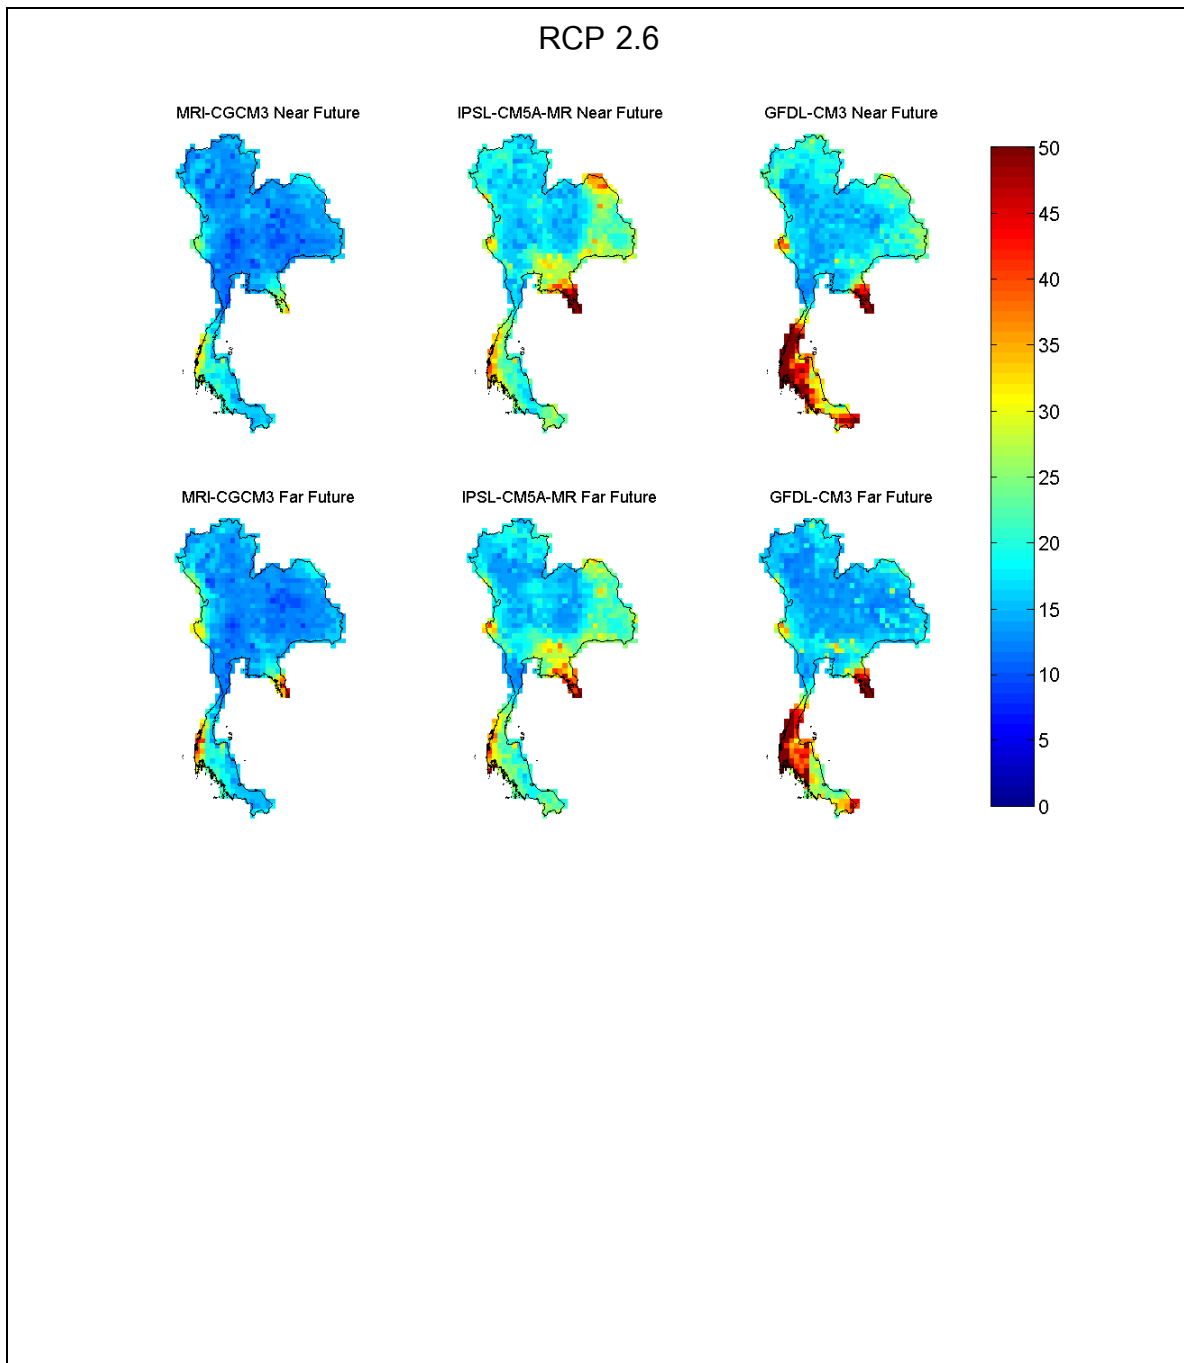 RCP 2.6
MRI-CGCM3 Near Future
IPSL-CM5A-MR Near Future
GFDL-CM3 Near Future
50
45
40
35
30
25
20
15
10
5
0
MRI-CGCM3 Far Future
IPSL-CM5A-MR Far Future
GFDL-CM3 Far Future